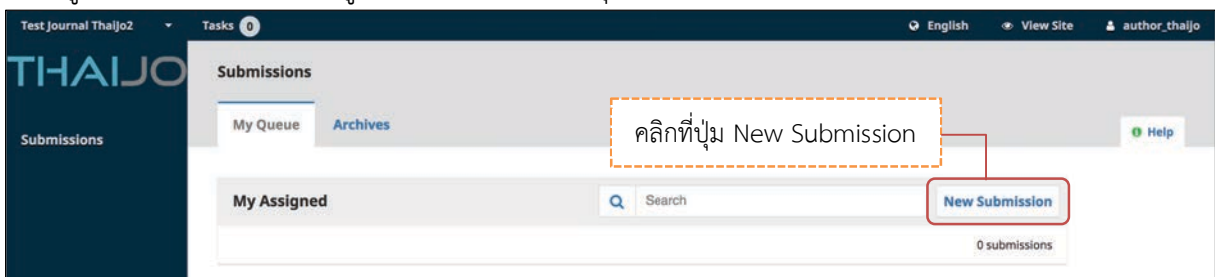 Test Journal ThaiJo2 Tasks 0 English View Site author_thaijo
THAIJO
Submissions
My Queue Archives
คลิกที่ปุ่ม New Submission
Submissions
Help
My Assigned Search New Submission
0 submissions